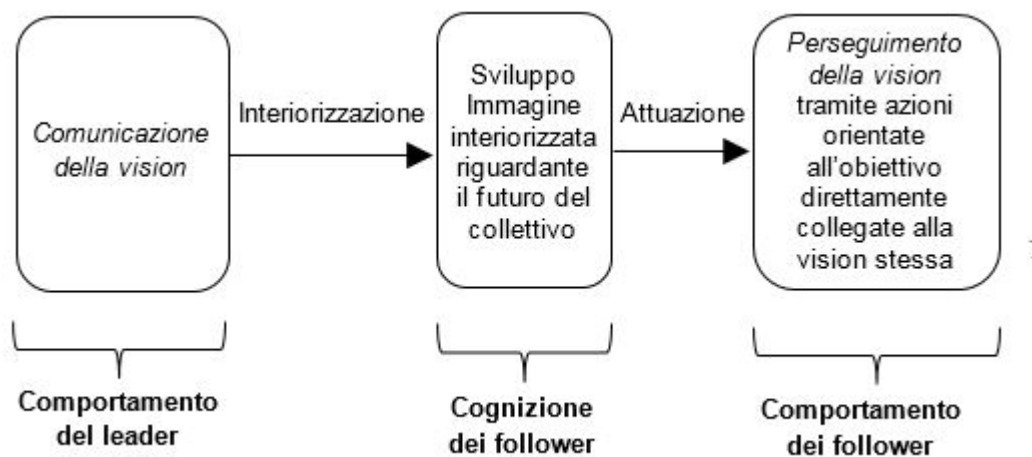 Comunicazione
della vision
Interiorizzazione
Sviluppo
Immagine
interiorizzata
riguardante
il futuro del
collettivo
Attuazione
Perseguimento
della vision
tramite azioni
orientate
all'obiettivo
direttamente
collegate alla
vision stessa
Comportamento
del leader
Cognizione
dei follower
Comportamento
dei follower